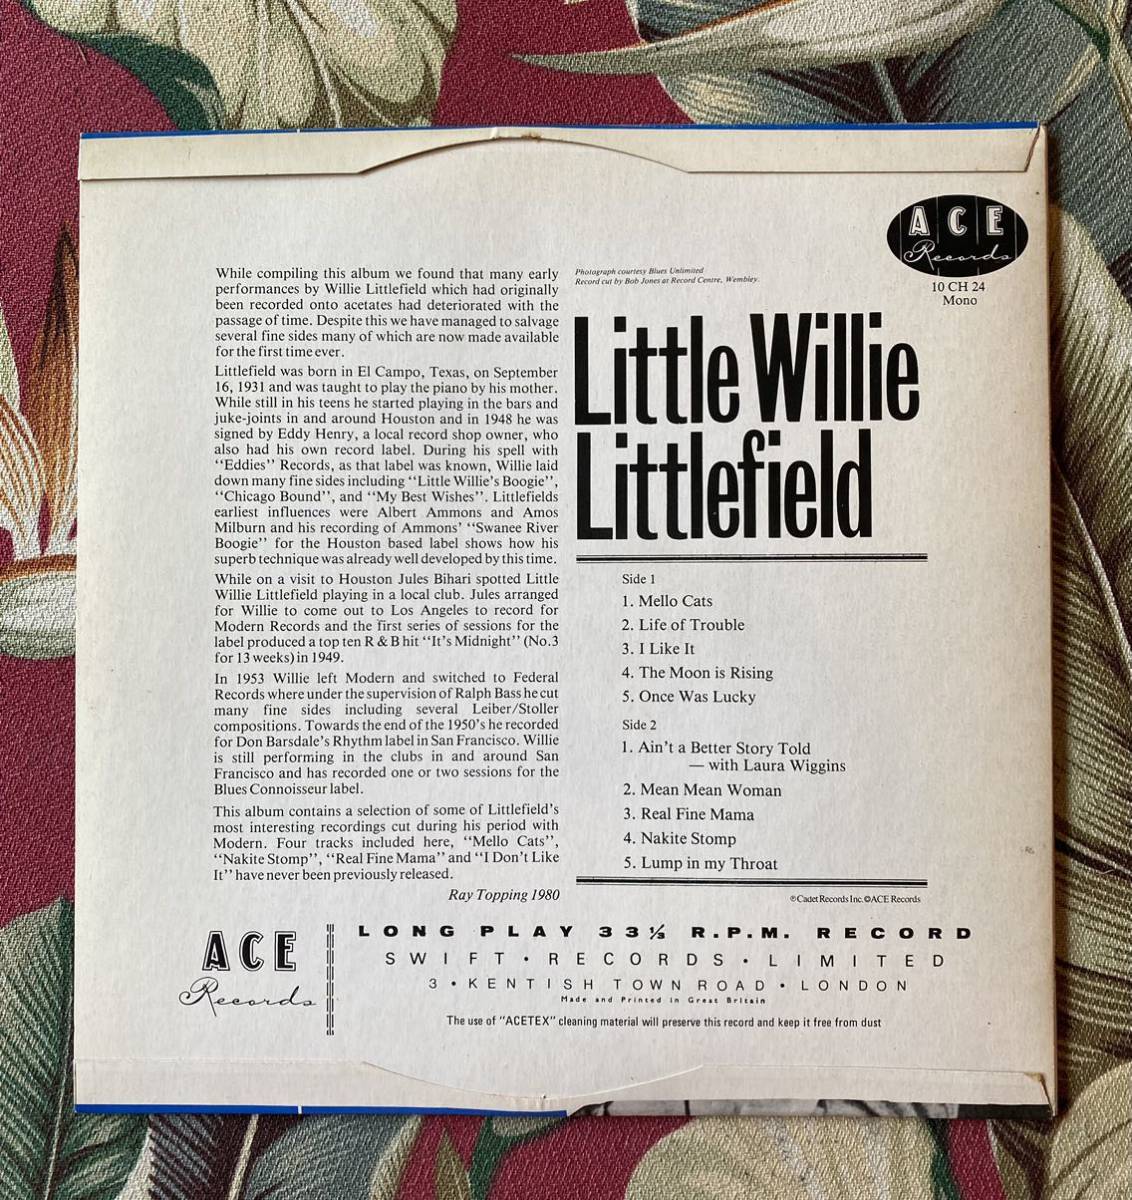 ACE
Records
10 CH 24
Mono
While compiling this album we found that many early
performances by Willie Littlefield which had originally
been recorded onto acetates had deteriorated with the
passage of time. Despite this we have managed to salvage
several fine sides many of which are now made available
for the first time ever.
Littlefield was born in El Campo, Texas, on September
16, 1931 and was taught to play the piano by his mother.
While still in his teens he started playing in the bars and
juke-joints in and around Houston and in 1948 he was
signed by Eddy Henry, a local record shop owner, who
also had his own record label. During his spell with
“Eddies” Records, as that label was known, Willie laid
down many fine sides including “Little Willie's Boogie”,
“Chicago Bound”, and “My Best Wishes”. Littlefields
earliest influences were Albert Ammons and Amos
Milburn and his recording of Ammons’ “Swanee River
Boogie” for the Houston based label shows how his
superb technique was already well developed by this time.
While on a visit to Houston Jules Bihari spotted Little
Willie Littlefield playing in a local club. Jules arranged
for Willie to come out to Los Angeles to record for
Modern Records and the first series of sessions for the
label produced a top ten R & B hit “It’s Midnight” (No.3
for 13 weeks) in 1949.
In 1953 Willie left Modern and switched to Federal
Records where under the supervision of Ralph Bass he cut
many fine sides including several Leiber/Stoller
compositions. Towards the end of the 1950’s he recorded
for Don Barsdale’s Rhythm label in San Francisco. Willie
is still performing in the clubs in and around San
Francisco and has recorded one or two sessions for the
Blues Connoisseur label.
This album contains a selection of some of Littlefield’s
most interesting recordings cut during his period with
Modern. Four tracks included here, “Mello Cats”,
“Nakite Stomp”, “Real Fine Mama” and “I Don’t Like
It” have never been previously released.
Ray Topping 1980
Photograph courtesy Blues Unlimited
Record cut by Bob Jones at Record Centre, Wembley.
Little Willie
Littlefield
Side 1
1. Mello Cats
2. Life of Trouble
3. I Like It
4. The Moon is Rising
5. Once Was Lucky
Side 2
1. Ain’t a Better Story Told
— with Laura Wiggins
2. Mean Mean Woman
3. Real Fine Mama
4. Nakite Stomp
5. Lump in my Throat
℗Cadet Records Inc. ©ACE Records
ACE
Records
LONG PLAY 33⅓ R.P.M. RECORD
SWIFT · RECORDS · LIMITED
3 · KENTISH TOWN ROAD · LONDON
Made and Printed in Great Britain
The use of "ACETEX" cleaning material will preserve this record and keep it free from dust